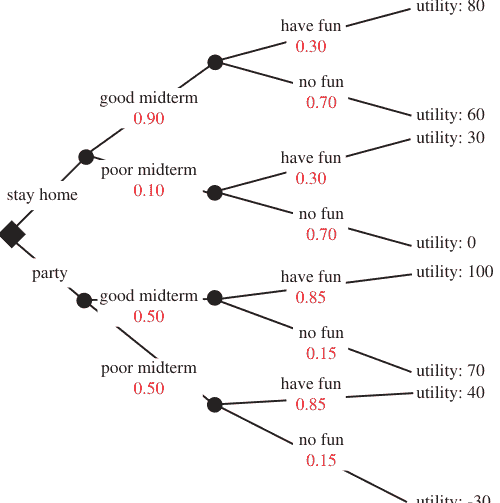 utility: 80
have fun
0.30
no fun
0.70
good midterm
0.90
utility: 60
utility: 30
have fun
0.30
poor midterm
0.10
stay home
no fun
0.70
utility: 0
party
utility: 100
have fun
0.85
good midterm
0.50
no fun
0.15
poor midterm
0.50
utility: 70
have fun
0.85
utility: 40
no fun
0.15
utility: -30